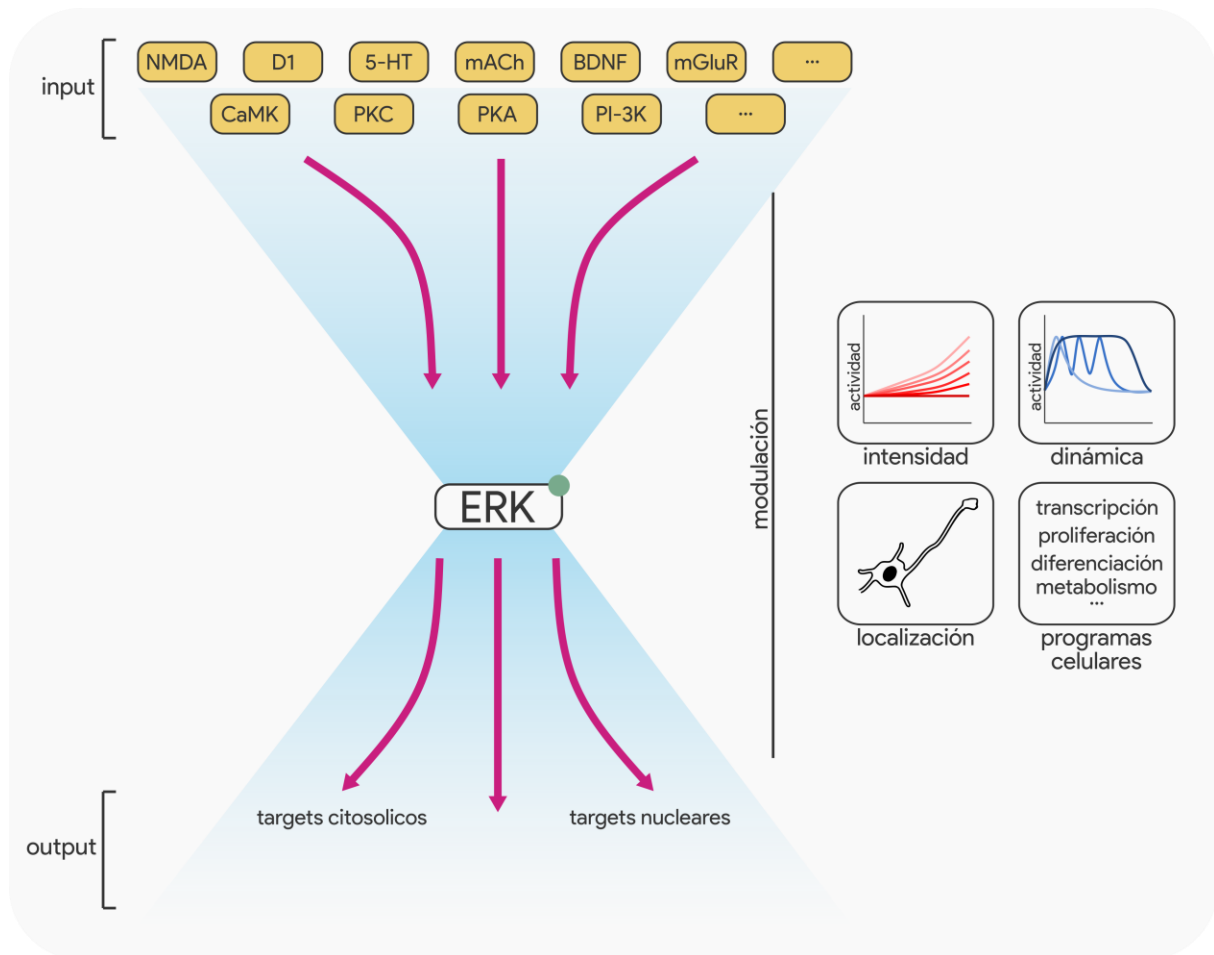 input
NMDA
D1
5-HT
mACh
BDNF
mGluR
...
CaMK
PKC
PKA
PI-3K
...
modulación
actividad
intensidad
actividad
dinámica
ERK
localización
transcripción
proliferación
diferenciación
metabolismo
...
programas
celulares
output
targets citosolicos
targets nucleares